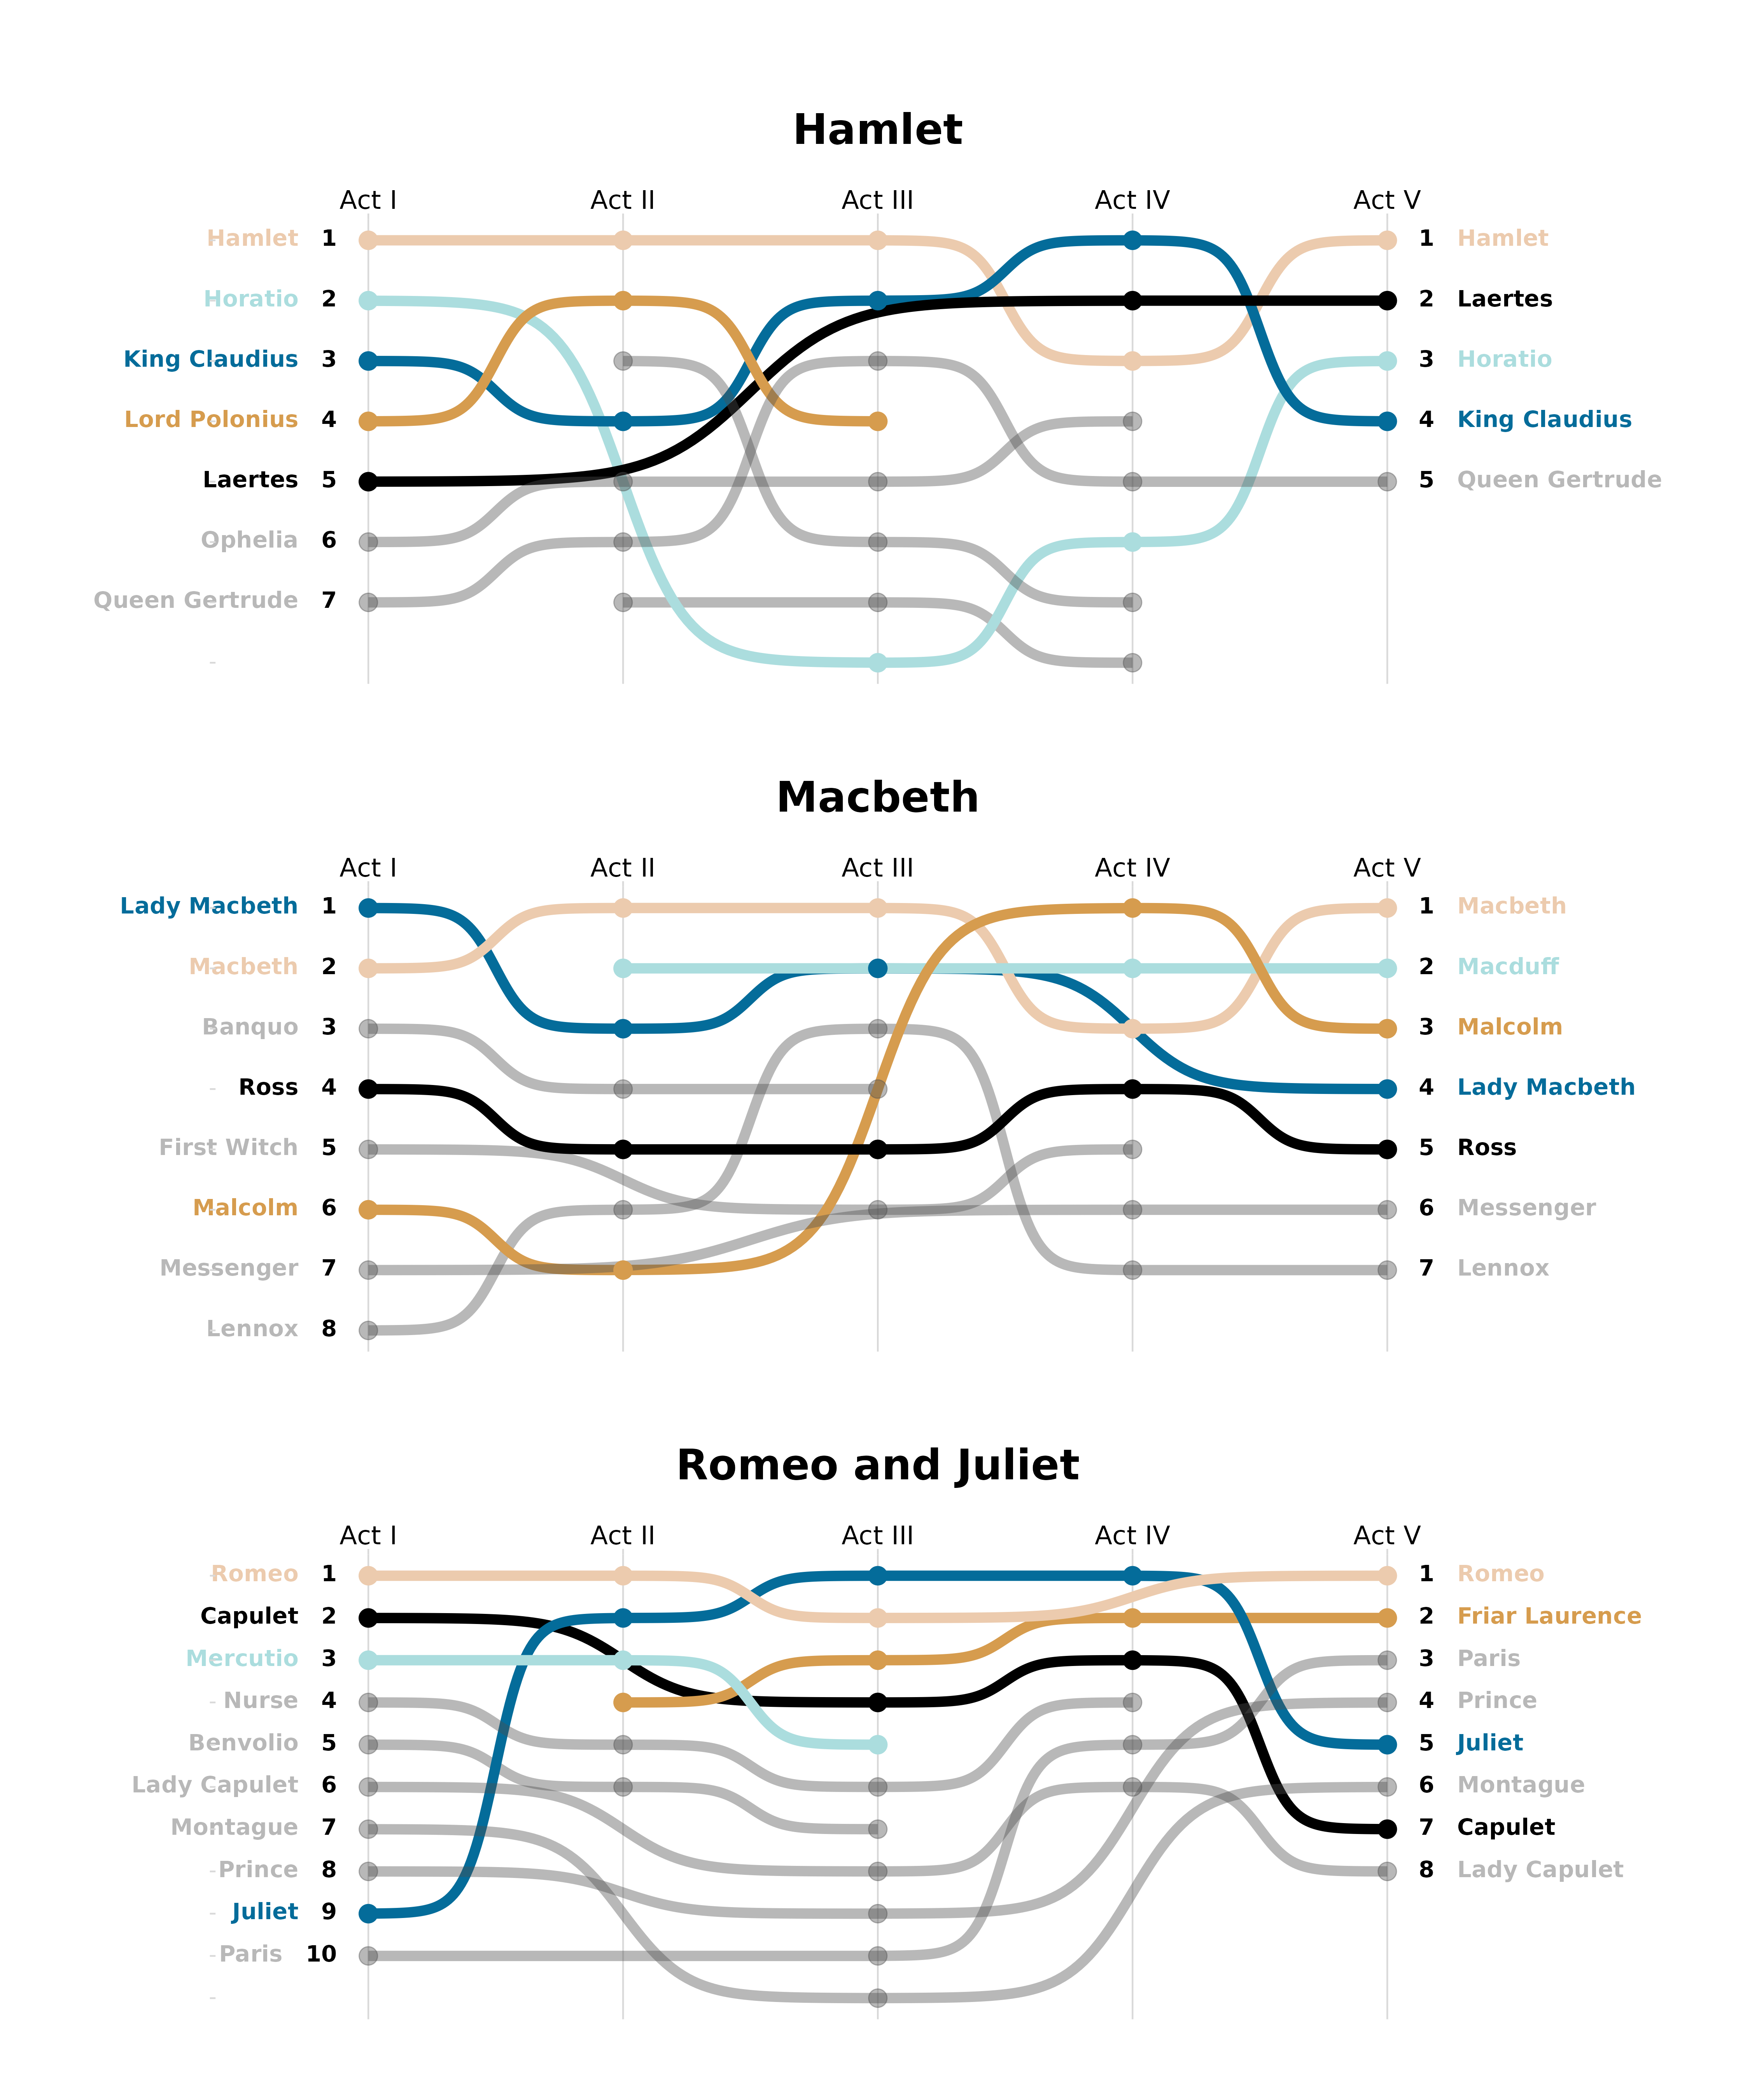 Hamlet
Act I Act II Act III Act IV Act V
Hamlet 1 1 Hamlet
Horatio 2 2 Laertes
King Claudius 3 3 Horatio
Lord Polonius 4 4 King Claudius
Laertes 5 5 Queen Gertrude
Ophelia 6
Queen Gertrude 7
Macbeth
Act I Act II Act III Act IV Act V
Lady Macbeth 1 1 Macbeth
Macbeth 2 2 Macduff
Banquo 3 3 Malcolm
Ross 4 4 Lady Macbeth
First Witch 5 5 Ross
Malcolm 6 6 Messenger
Messenger 7 7 Lennox
Lennox 8
Romeo and Juliet
Act I Act II Act III Act IV Act V
Romeo 1 1 Romeo
Capulet 2 2 Friar Laurence
Mercutio 3 3 Paris
Nurse 4 4 Prince
Benvolio 5 5 Juliet
Lady Capulet 6 6 Montague
Montague 7 7 Capulet
Prince 8 8 Lady Capulet
Juliet 9
Paris 10